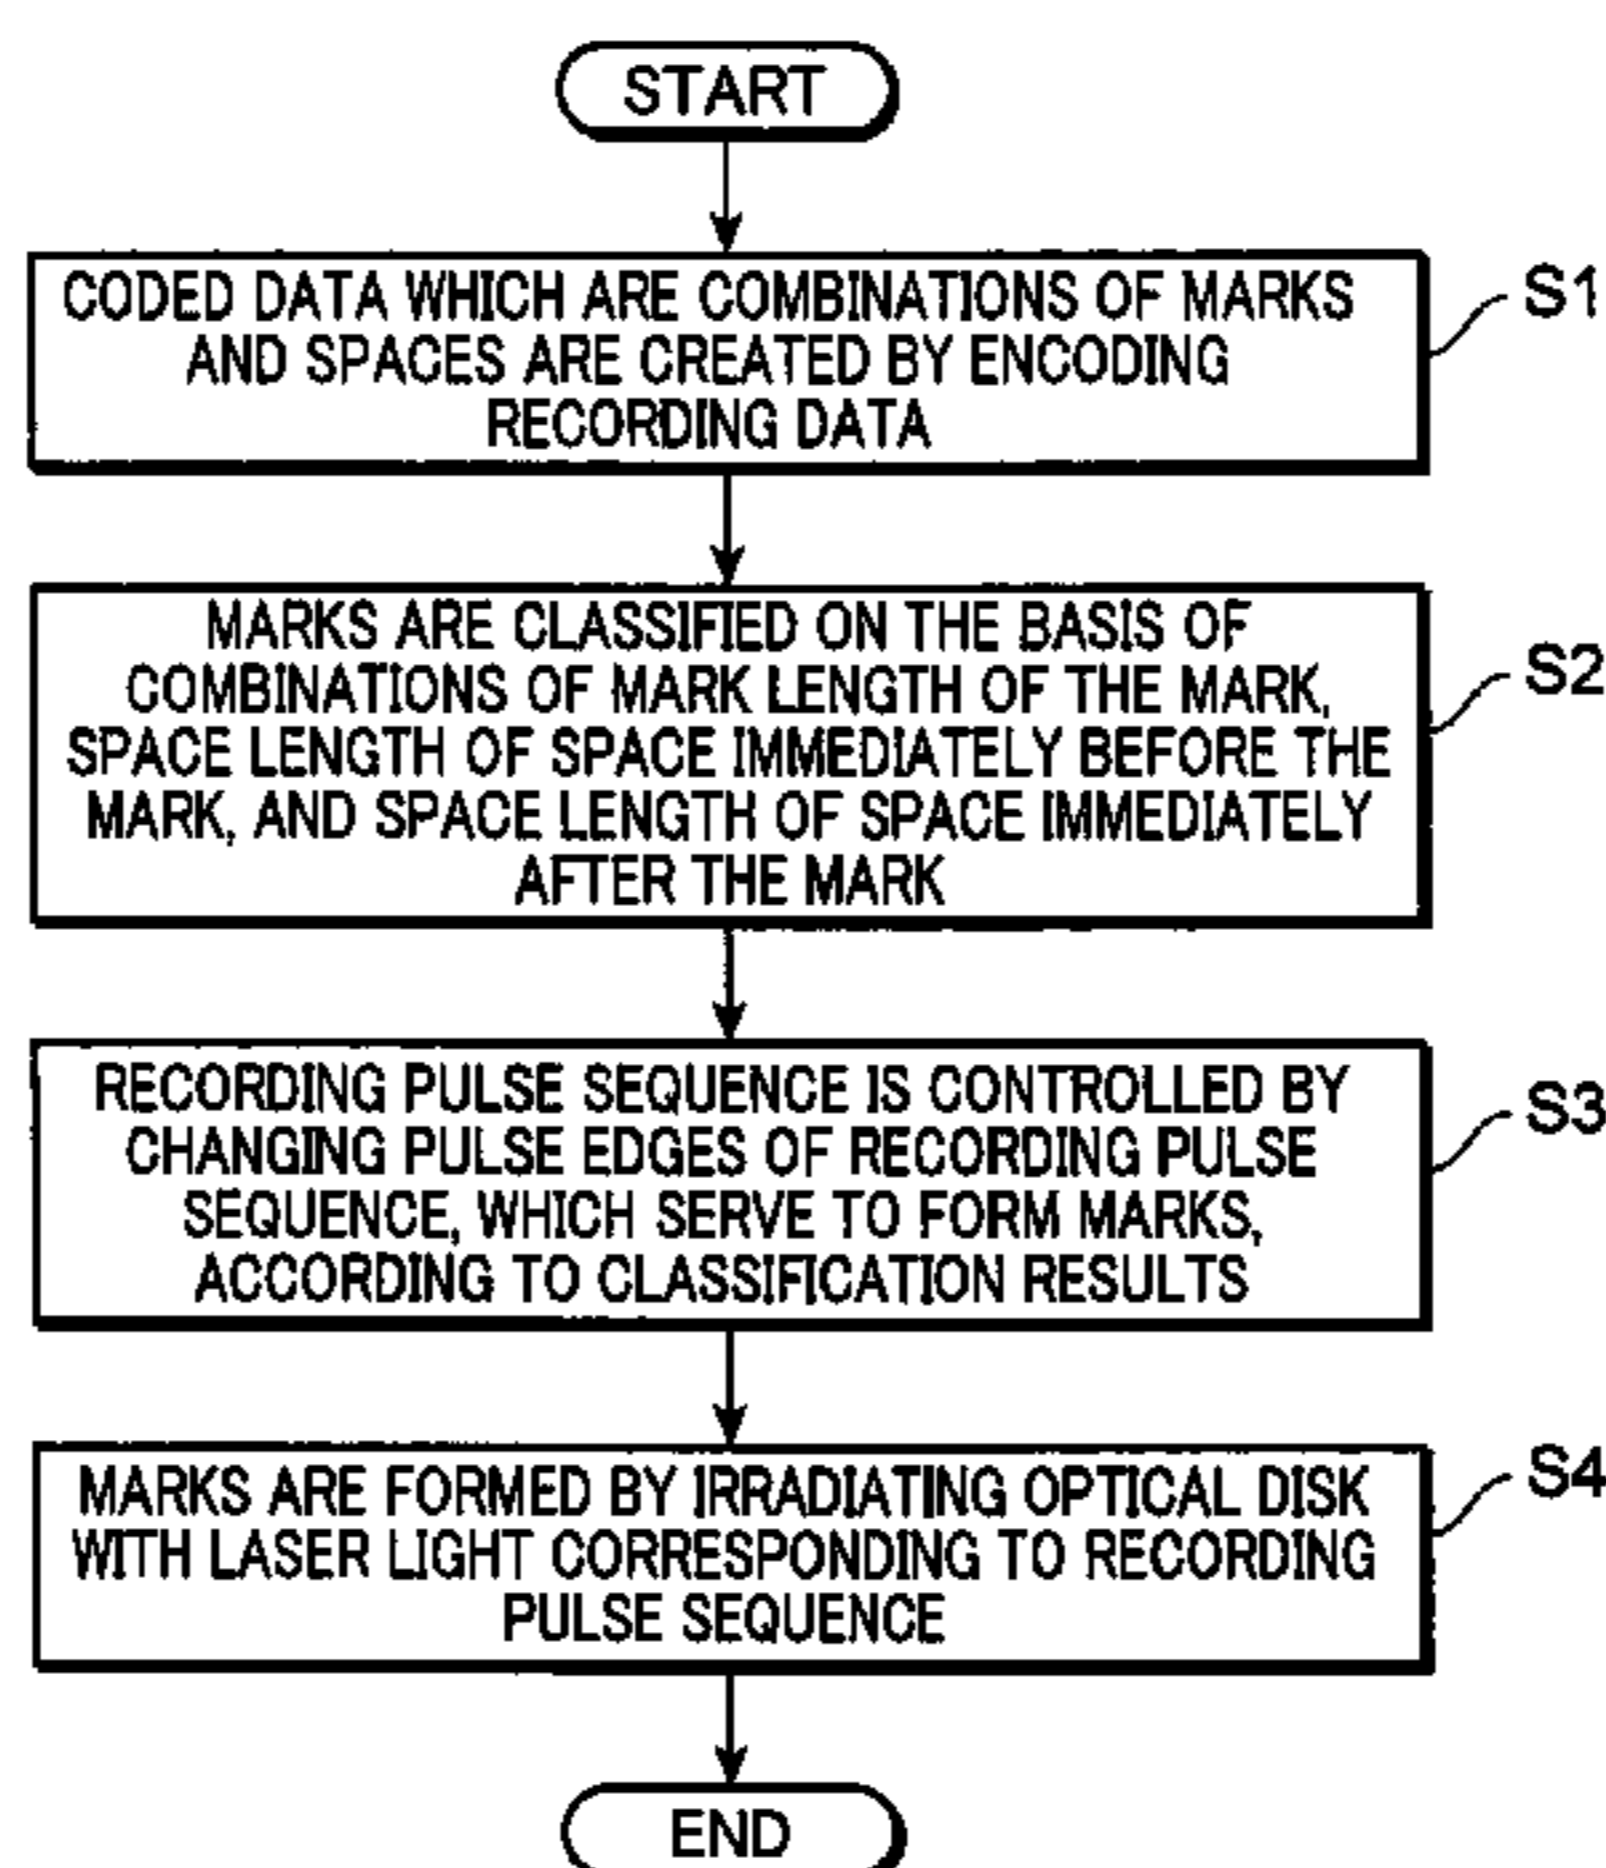 START
CODED DATA WHICH ARE COMBINATIONS OF MARKS
AND SPACES ARE CREATED BY ENCODING
RECORDING DATA
S1
MARKS ARE CLASSIFIED ON THE BASIS OF
COMBINATIONS OF MARK LENGTH OF THE MARK,
SPACE LENGTH OF SPACE IMMEDIATELY BEFORE THE
MARK, AND SPACE LENGTH OF SPACE IMMEDIATELY
AFTER THE MARK
S2
RECORDING PULSE SEQUENCE IS CONTROLLED BY
CHANGING PULSE EDGES OF RECORDING PULSE
SEQUENCE, WHICH SERVE TO FORM MARKS,
ACCORDING TO CLASSIFICATION RESULTS
S3
MARKS ARE FORMED BY IRRADIATING OPTICAL DISK
WITH LASER LIGHT CORRESPONDING TO RECORDING
PULSE SEQUENCE
S4
END